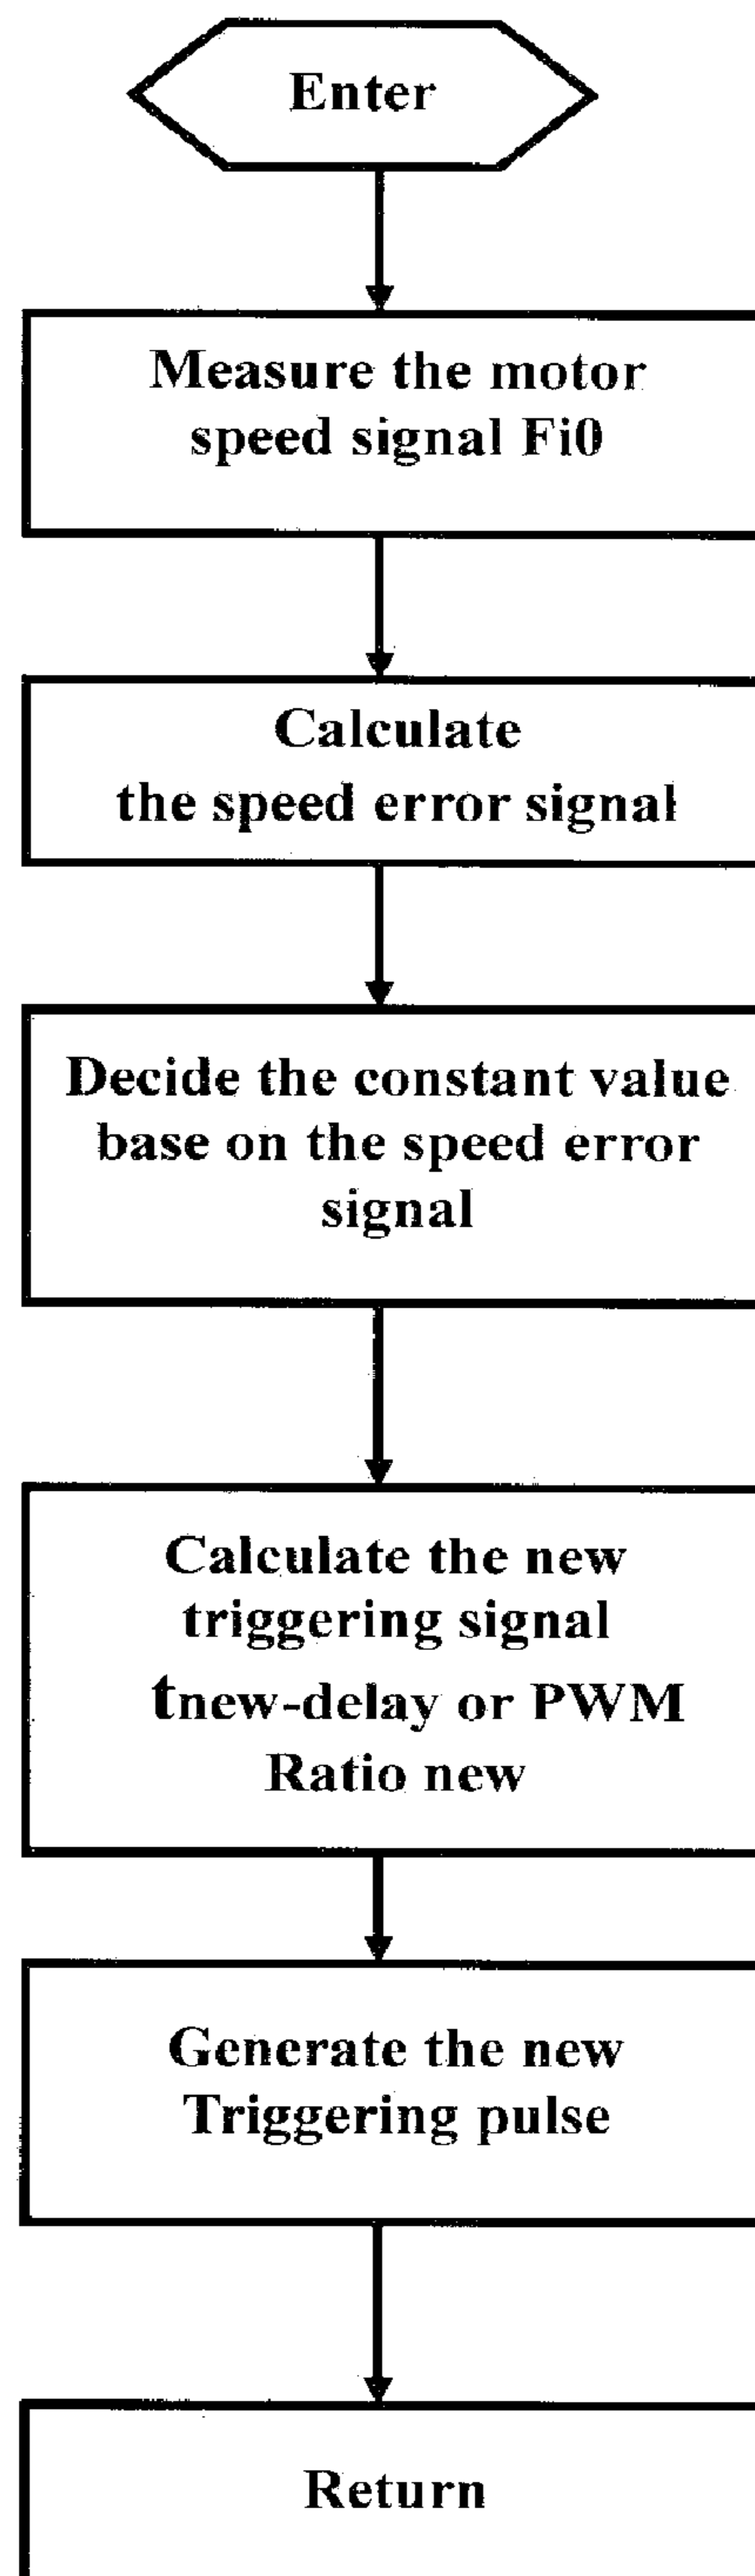 Enter
Measure the motor
speed signal Fi0
Calculate
the speed error signal
Decide the constant value
base on the speed error
signal
Calculate the new
triggering signal
tnew-delay or PWM
Ratio new
Generate the new
Triggering pulse
Return